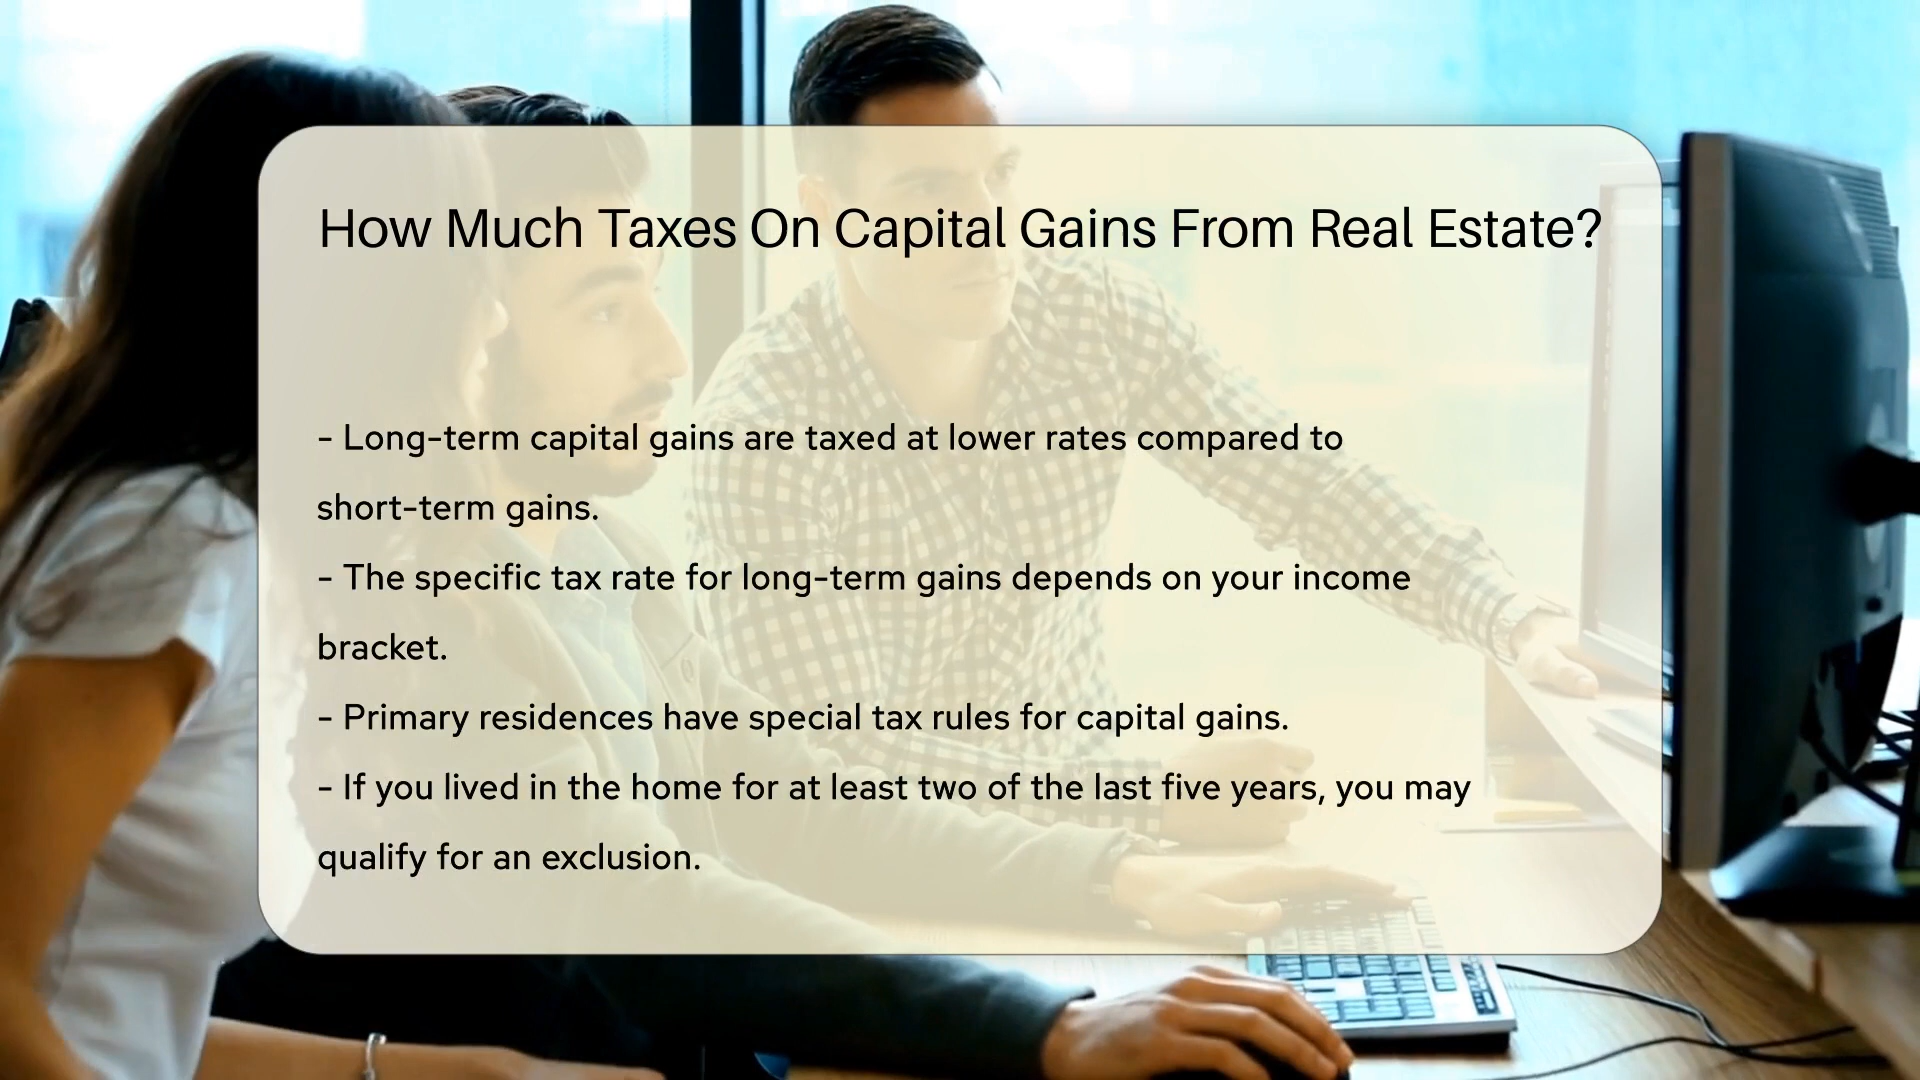 How Much Taxes On Capital Gains From Real Estate?
- Long-term capital gains are taxed at lower rates compared to
short-term gains.
- The specific tax rate for long-term gains depends on your income
bracket.
- Primary residences have special tax rules for capital gains.
- If you lived in the home for at least two of the last five years, you may
qualify for an exclusion.